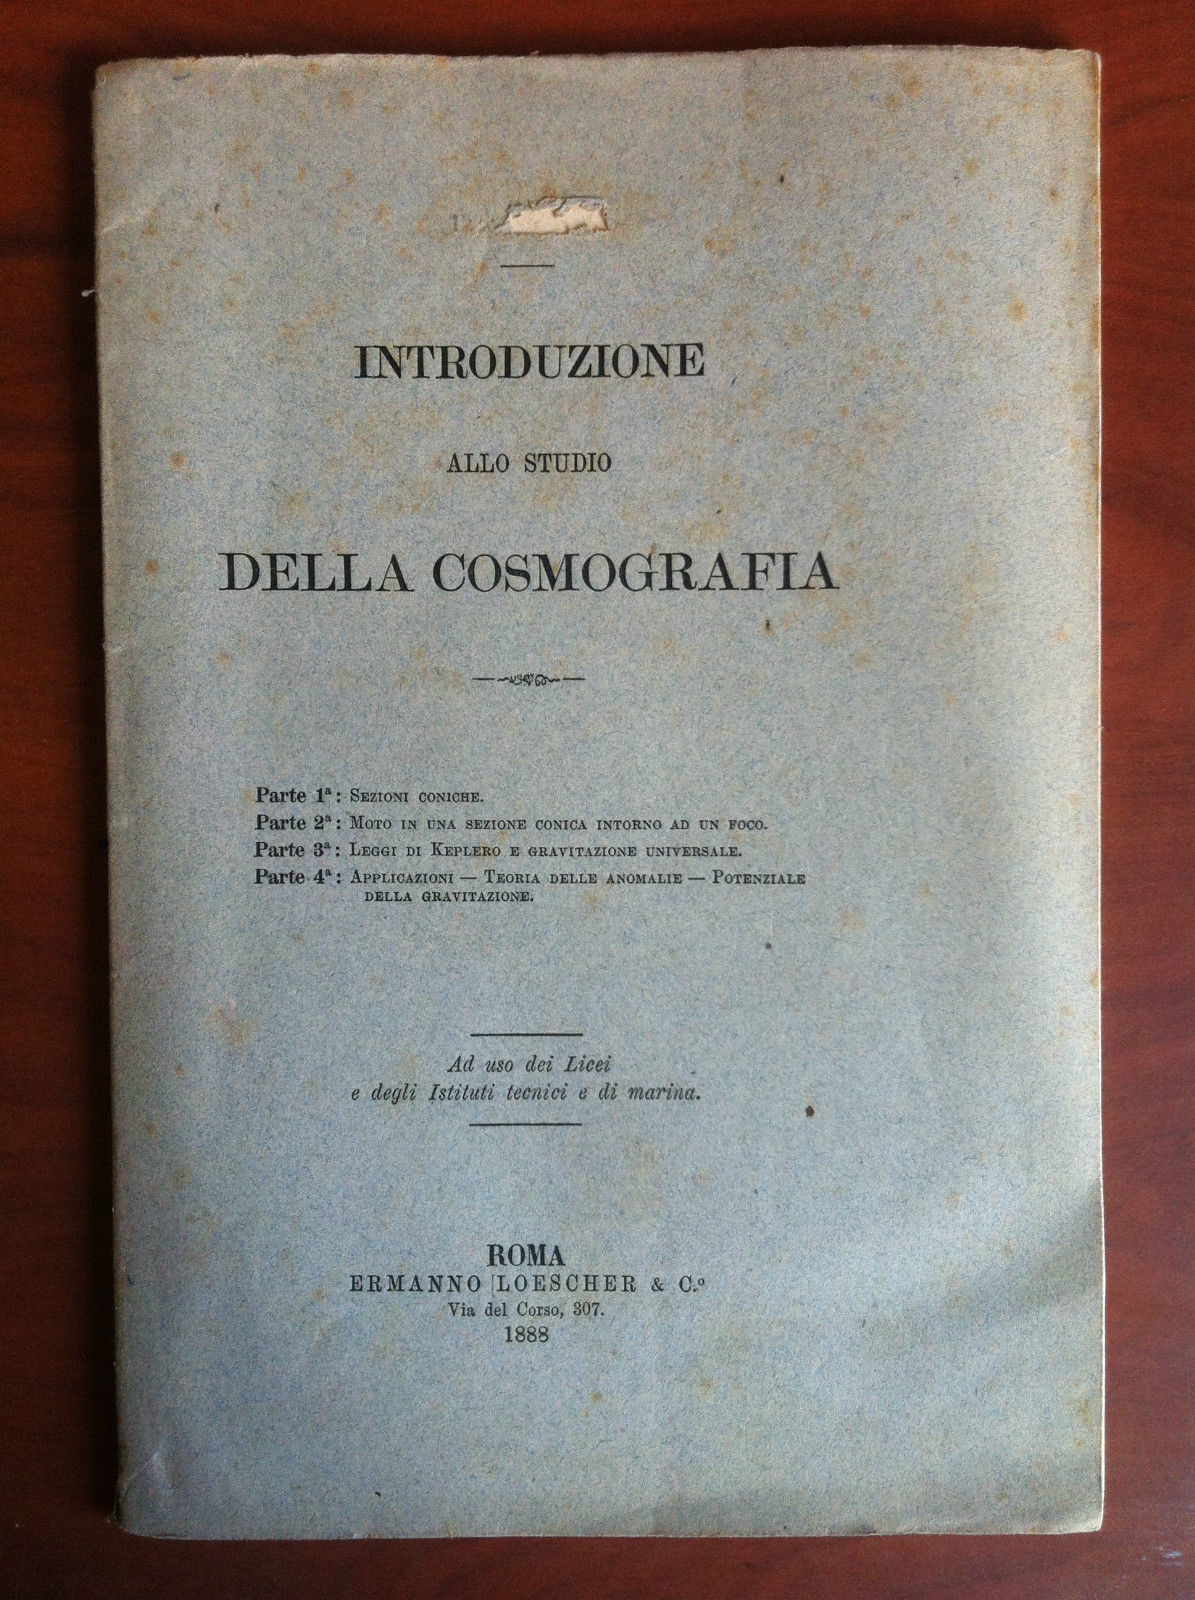 INTRODUZIONE
ALLO STUDIO
DELLA COSMOGRAFIA
Parte 1ª: SEZIONI CONICHE.
Parte 2ª: MOTO IN UNA SEZIONE CONICA INTORNO AD UN FOCO.
Parte 3ª: LEGGI DI KEPLERO E GRAVITAZIONE UNIVERSALE.
Parte 4ª: APPLICAZIONI — TEORIA DELLE ANOMALIE — POTENZIALE
DELLA GRAVITAZIONE.
Ad uso dei Licei
e degli Istituti tecnici e di marina.
ROMA
ERMANNO LOESCHER & C.º
Via del Corso, 307.
1888